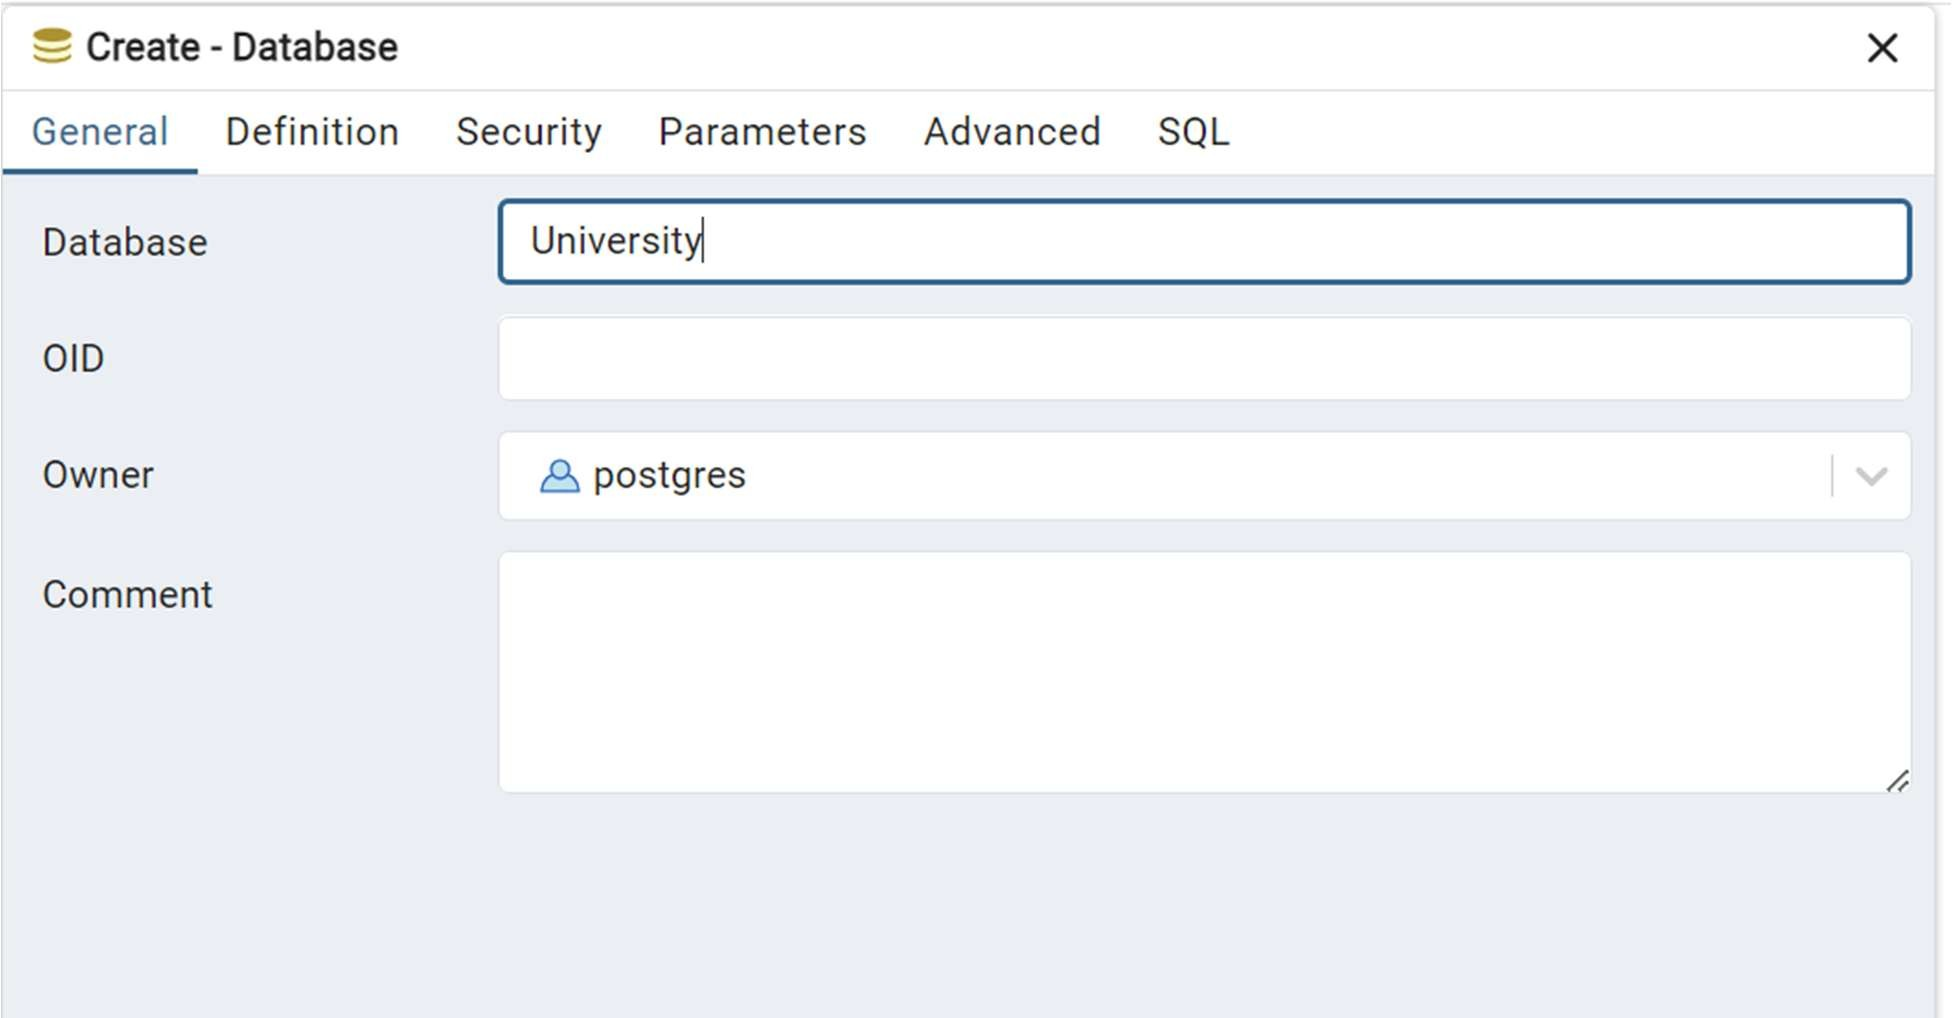 Create - Database
General Definition Security Parameters Advanced SQL
Database University
OID
Owner postgres
Comment